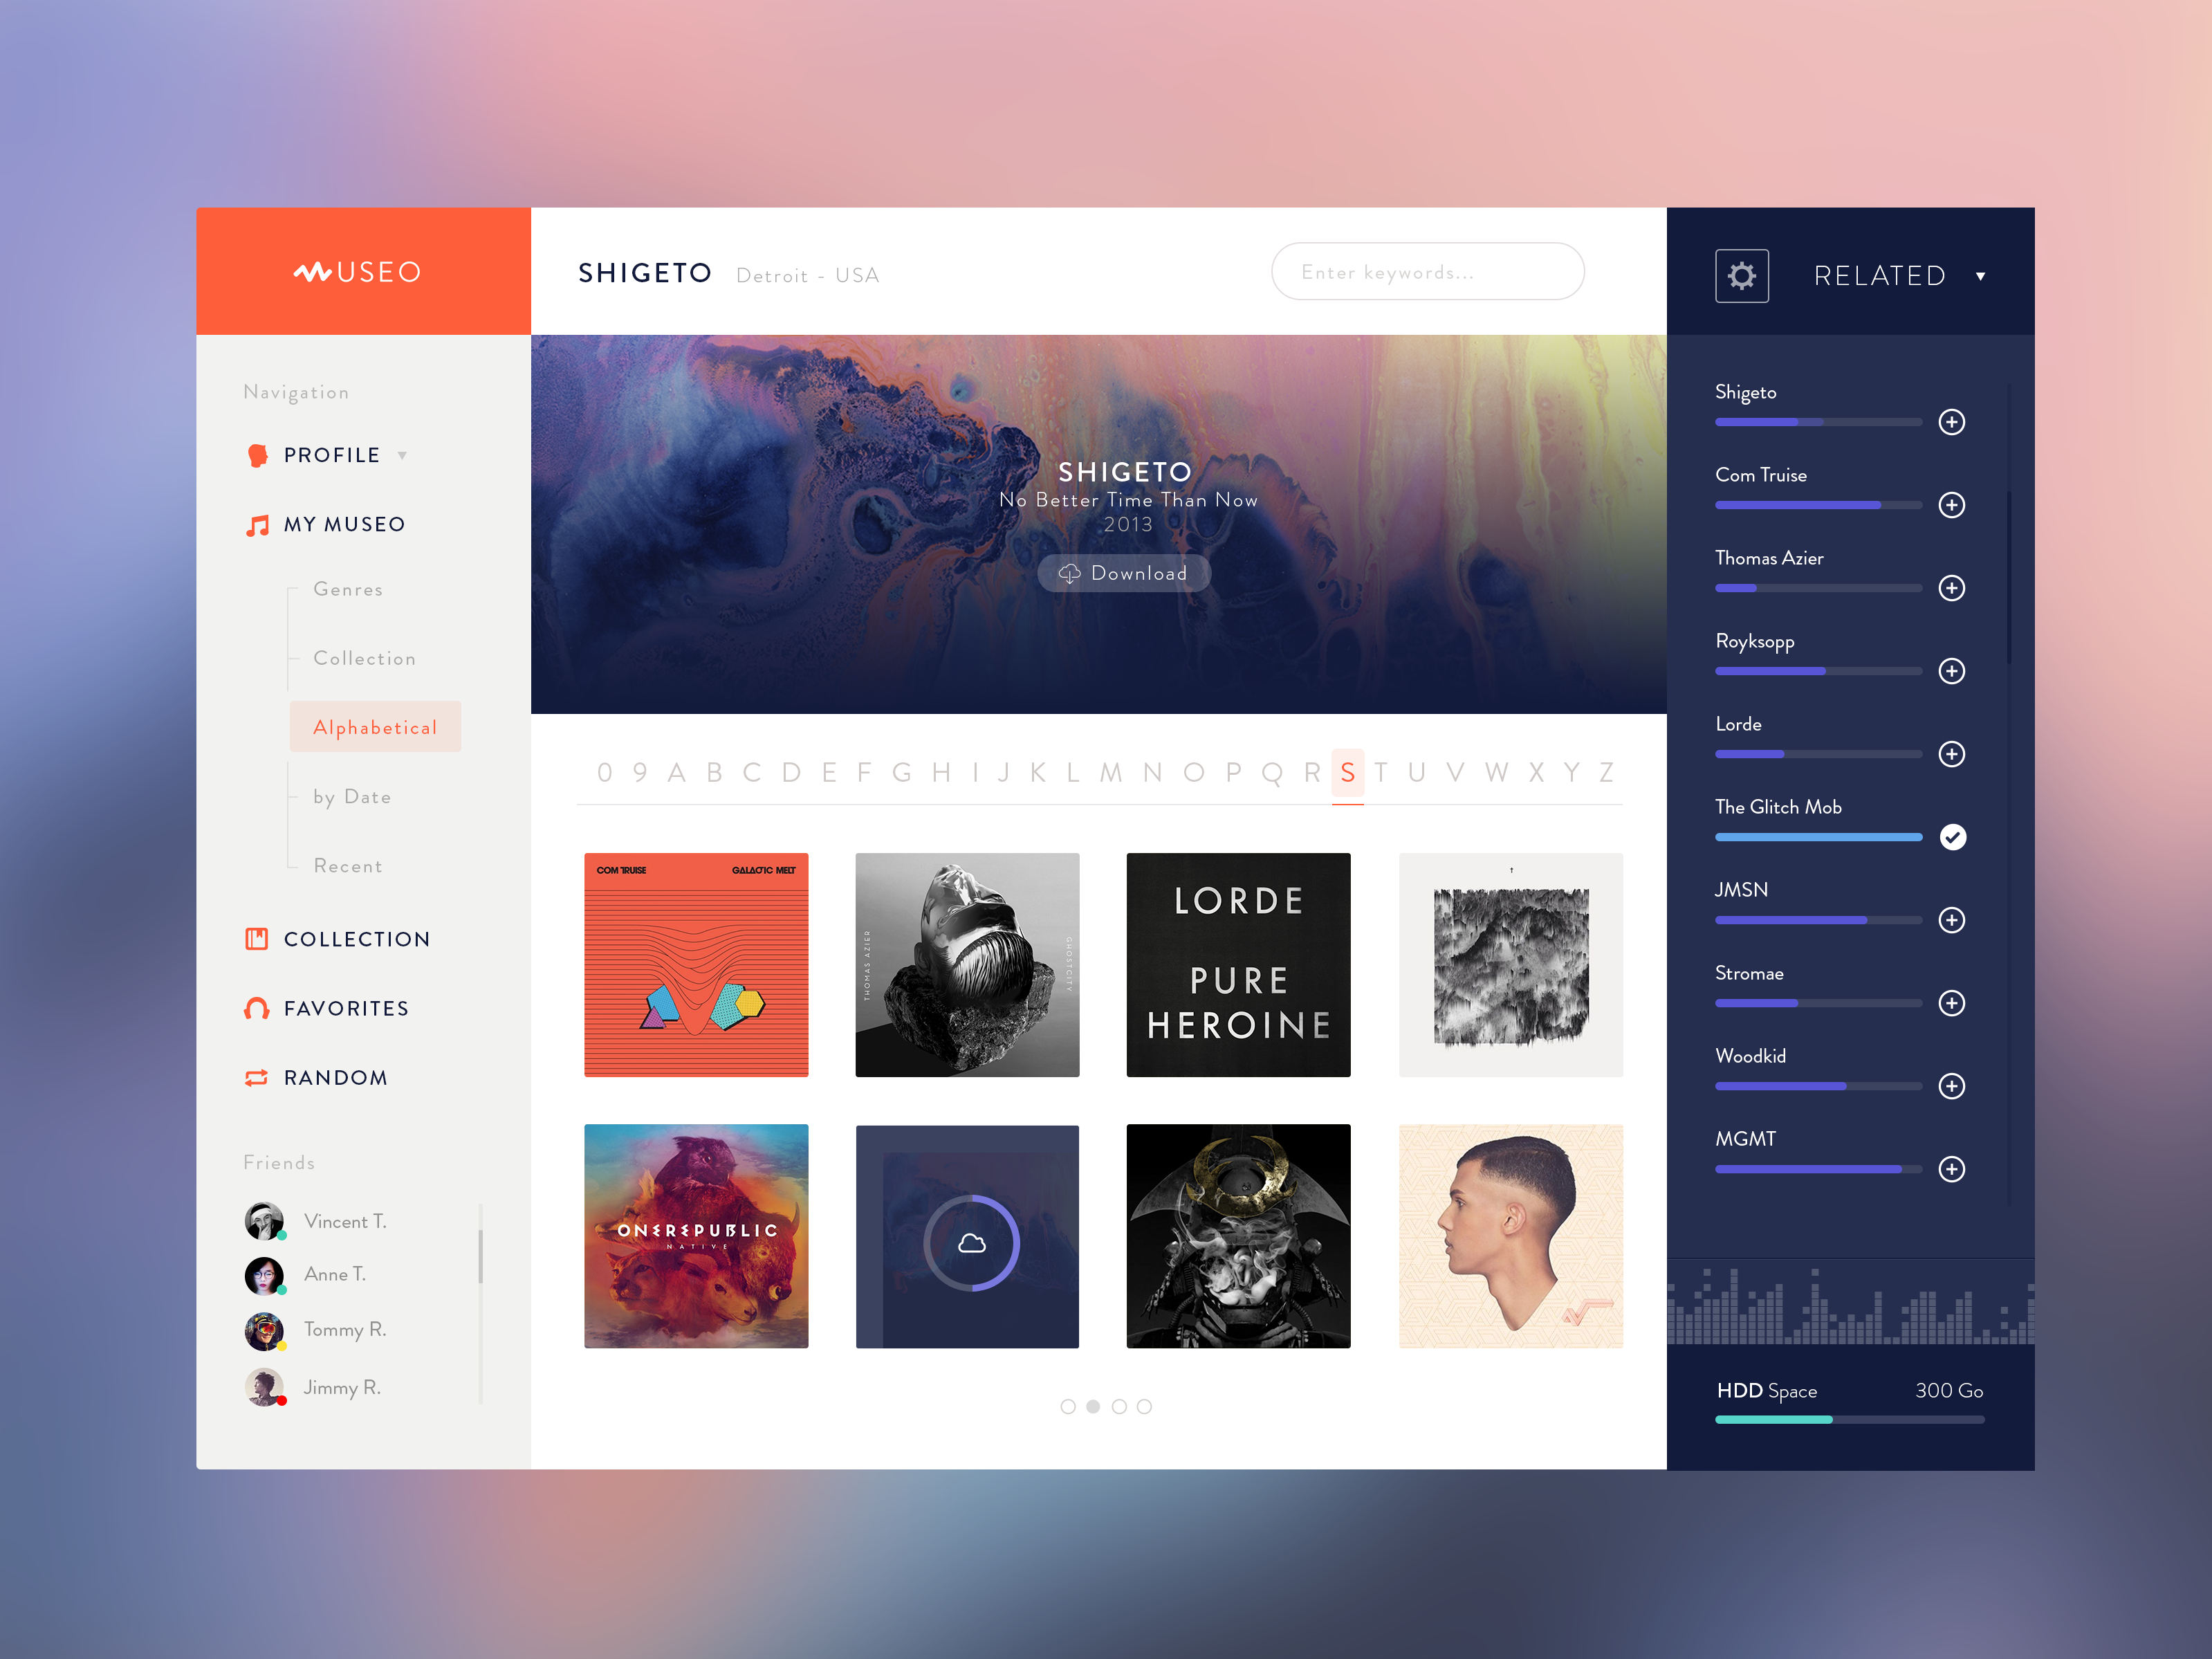 USEO
SHIGETO Detroit - USA
Enter keywords...
RELATED
Navigation
PROFILE
MY MUSEO
Genres
Collection
Alphabetical
by Date
Recent
COLLECTION
FAVORITES
RANDOM
Friends
Vincent T.
Anne T.
Tommy R.
Jimmy R.
SHIGETO
No Better Time Than Now
2013
Download
0 9 A B C D E F G H I J K L M N O P Q R S T U V W X Y Z
COM TRUISE GALACTIC MELT
THOMAS AZIER
GHOSTCITY
LORDE
PURE
HEROINE
ONEREPUBLIC
NATIVE
Shigeto
Com Truise
Thomas Azier
Royksopp
Lorde
The Glitch Mob
JMSN
Stromae
Woodkid
MGMT
HDD Space 300 Go